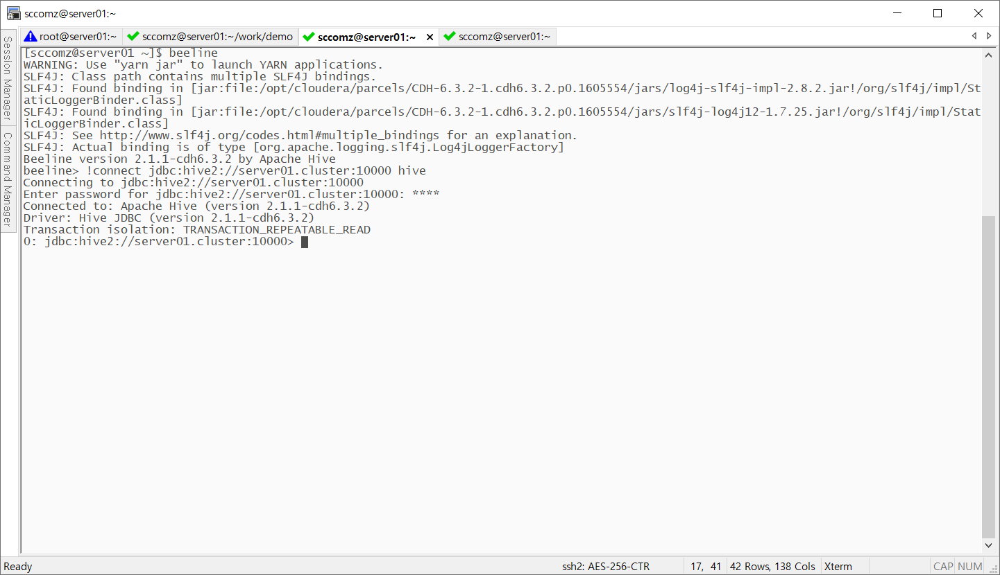 sccomz@server01:~
root@server01:~
sccomz@server01:~/work/demo
sccomz@server01:~
sccomz@server01:~
Session Manager
Command Manager
[sccomz@server01 ~]$ beeline
WARNING: Use "yarn jar" to launch YARN applications.
SLF4J: Class path contains multiple SLF4J bindings.
SLF4J: Found binding in [jar:file:/opt/cloudera/parcels/CDH-6.3.2-1.cdh6.3.2.p0.1605554/jars/log4j-slf4j-impl-2.8.2.jar!/org/slf4j/impl/St
aticLoggerBinder.class]
SLF4J: Found binding in [jar:file:/opt/cloudera/parcels/CDH-6.3.2-1.cdh6.3.2.p0.1605554/jars/slf4j-log4j12-1.7.25.jar!/org/slf4j/impl/Stat
icLoggerBinder.class]
SLF4J: See http://www.slf4j.org/codes.html#multiple_bindings for an explanation.
SLF4J: Actual binding is of type [org.apache.logging.slf4j.Log4jLoggerFactory]
Beeline version 2.1.1-cdh6.3.2 by Apache Hive
beeline> !connect jdbc:hive2://server01.cluster:10000 hive
Connecting to jdbc:hive2://server01.cluster:10000
Enter password for jdbc:hive2://server01.cluster:10000: ****
Connected to: Apache Hive (version 2.1.1-cdh6.3.2)
Driver: Hive JDBC (version 2.1.1-cdh6.3.2)
Transaction isolation: TRANSACTION_REPEATABLE_READ
0: jdbc:hive2://server01.cluster:10000>
Ready
ssh2: AES-256-CTR
17, 41
42 Rows, 138 Cols
Xterm
CAP
NUM